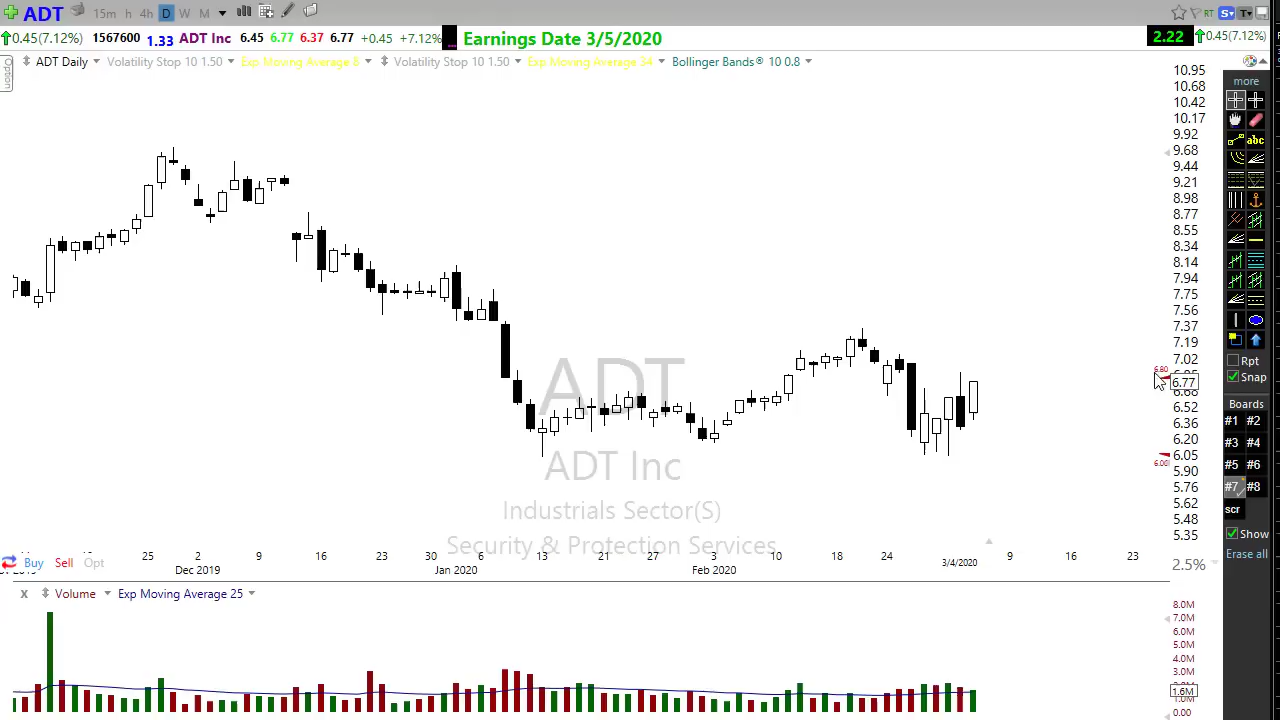 ADT 15m h 4h D W M RT S T
0.45(7.12%) 1567600 1.33 ADT Inc 6.45 6.77 6.37 6.77 +0.45 +7.12% Earnings Date 3/5/2020 2.22 0.45(7.12%)
Option
ADT Daily Volatility Stop 10 1.50 Exp Moving Average 8 Volatility Stop 10 1.50 Exp Moving Average 34 Bollinger Bands® 10 0.8
10.95
10.68
10.42
10.17
9.92
9.68
9.44
9.21
8.98
8.77
8.55
8.34
8.14
7.94
7.75
7.56
7.37
7.19
7.02
6.80
6.77
6.68
6.52
6.36
6.20
6.05
6.00
5.90
5.76
5.62
5.48
5.35
more
abc
Rpt
Snap
Boards
#1 #2
#3 #4
#5 #6
#7 #8
scr
Show
Erase all
ADT
ADT Inc
Industrials Sector(S)
Security & Protection Services
25 2 9 16 23 30 6 13 21 27 3 10 18 24 3/4/2020 9 16 23
Dec 2019 Jan 2020 Feb 2020
Buy Sell Opt
2.5%
x Volume Exp Moving Average 25
8.0M
7.0M
6.0M
5.0M
4.0M
3.0M
1.6M
1.0M
0.00